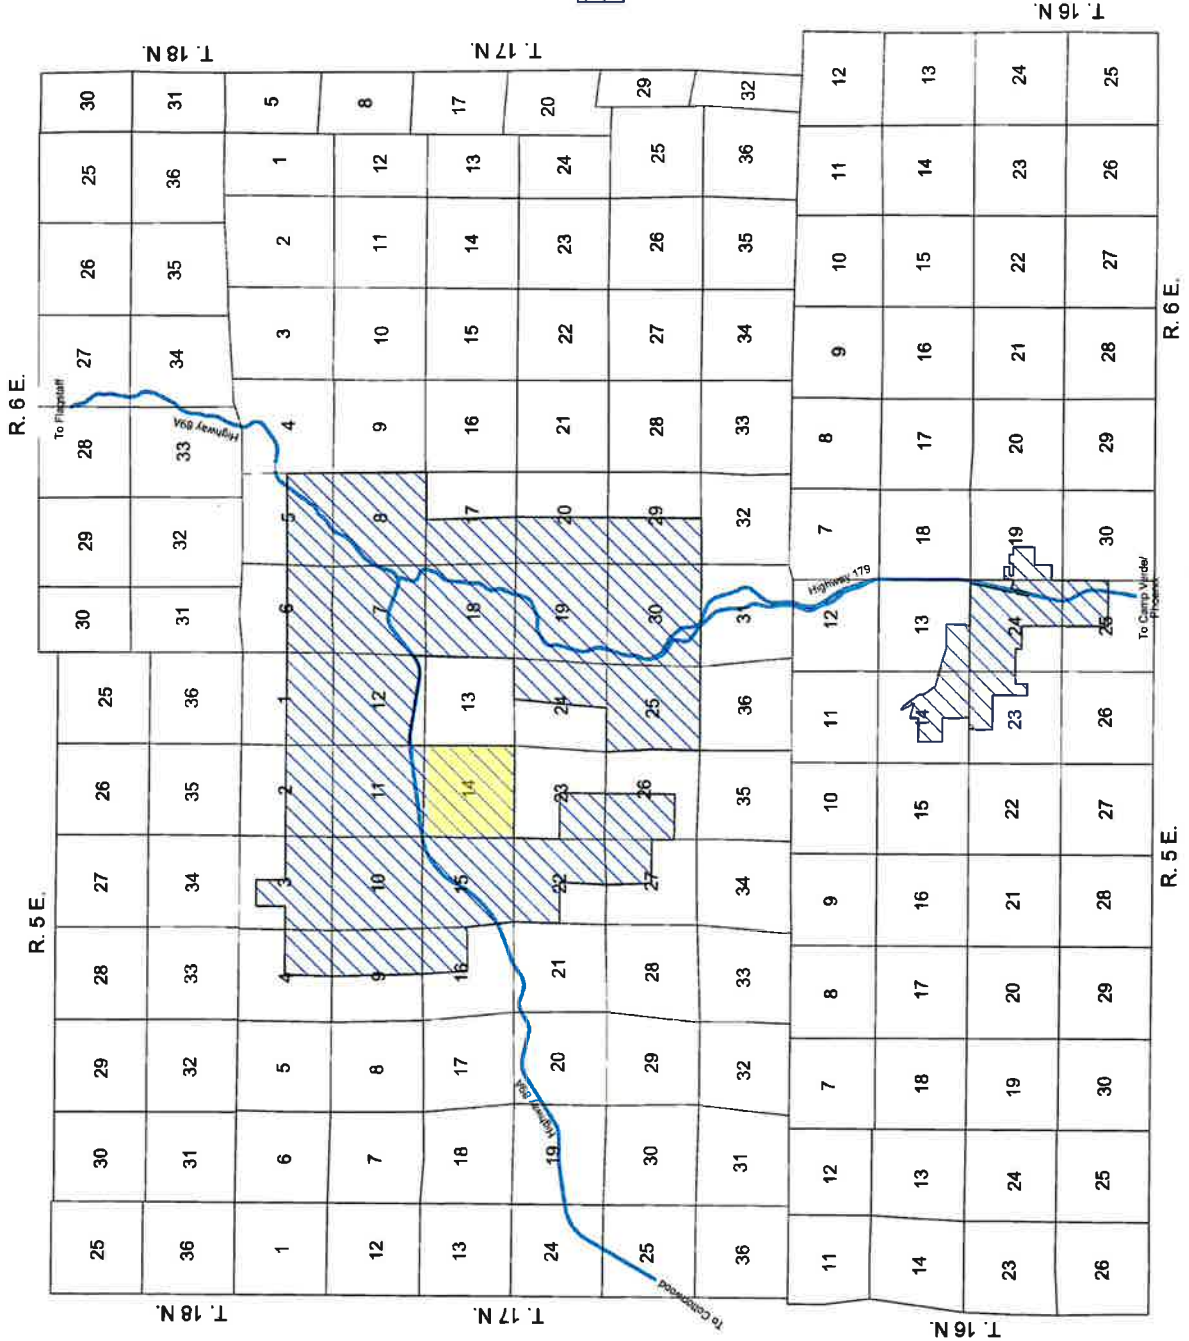 T. 16 N.
T. 18 N.
T. 17 N.
30 31 5 8 17 20 29 32 12 13 24 25
25 36 1 12 13 24 25 36 11 14 23 26
26 35 2 11 14 23 26 35 10 15 22 27
R. 6 E.
27 34 3 10 15 22 27 34 9 16 21 28
R. 6 E.
To Flagstaff
Highway 89A
28 33 4 9 16 21 28 33 8 17 20 29
29 32 5 8 17 20 29 32 7 18 19 30
Highway 179
30 31 6 7 18 19 30 31 12 13 24 25
To Camp Verde/
Phoenix
25 36 1 12 13 24 25 36 11 14 23 26
26 35 2 11 14 23 26 35 10 15 22 27
R. 5 E.
27 34 3 10 15 22 27 34 9 16 21 28
R. 5 E.
28 33 4 9 16 21 28 33 8 17 20 29
29 32 5 8 17 20 29 32 7 18 19 30
Highway 89A
30 31 6 7 18 19 30 31 12 13 24 25
25 36 1 12 13 24 25 36 11 14 23 26
To Cottonwood
T. 18 N.
T. 17 N.
T. 16 N.